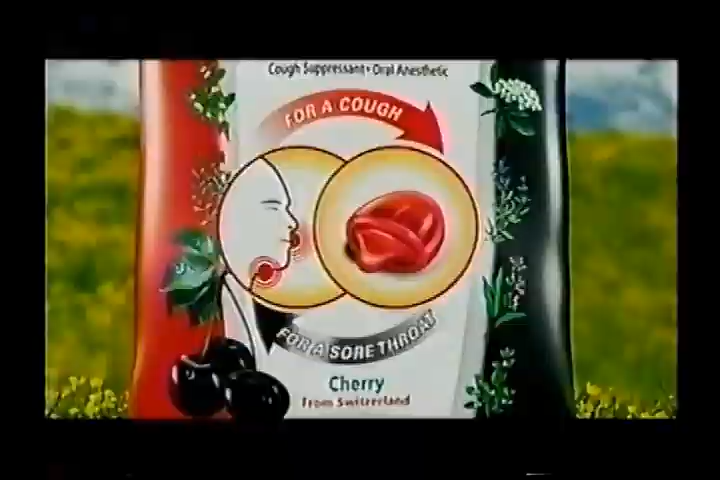 Cough Suppressant • Oral Anesthetic
FOR A COUGH
FOR A SORE THROAT
Cherry
From Switzerland